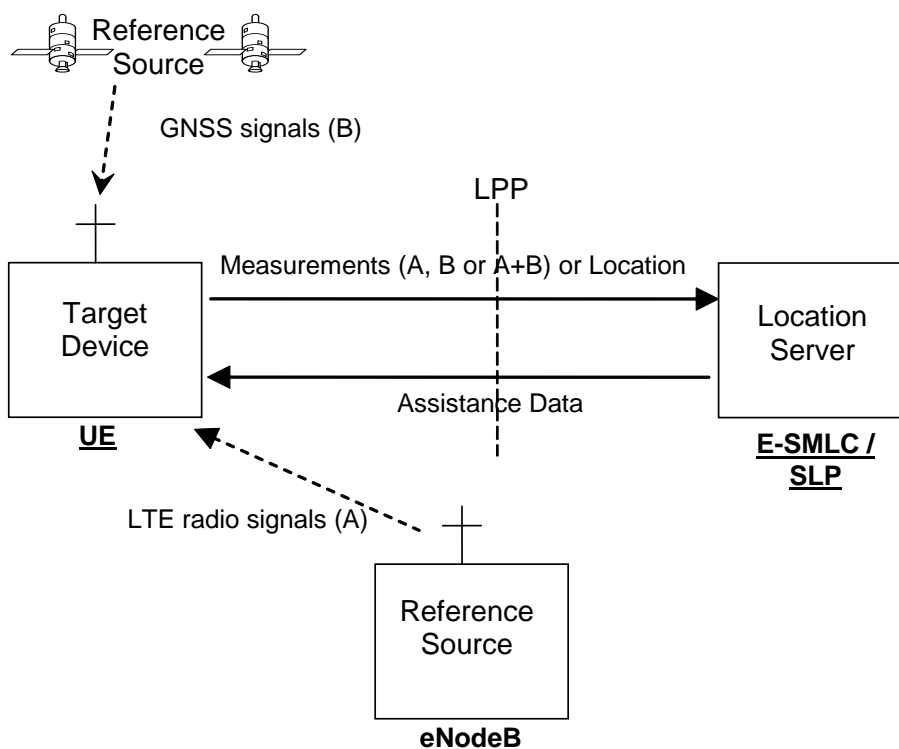 Reference
Source
GNSS signals (B)
LPP
Measurements (A, B or A+B) or Location
Target
Device
Location
Server
Assistance Data
UE
E-SMLC /
SLP
LTE radio signals (A)
Reference
Source
eNodeB